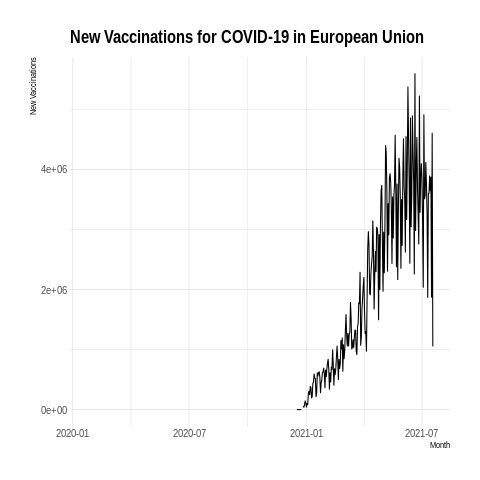 New Vaccinations for COVID-19 in European Union
New Vaccinations
4e+06
2e+06
0e+00
2020-01 2020-07 2021-01 2021-07
Month